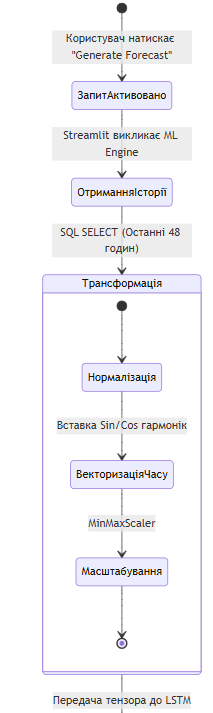 Користувач натискає
"Generate Forecast"
ЗапитАктивовано
Streamlit викликає ML
Engine
ОтриманняІсторії
SQL SELECT (Останні 48
годин)
Трансформація
Нормалізація
Вставка Sin/Cos гармонік
ВекторизаціяЧасу
MinMaxScaler
Масштабування
Передача тензора до LSTM